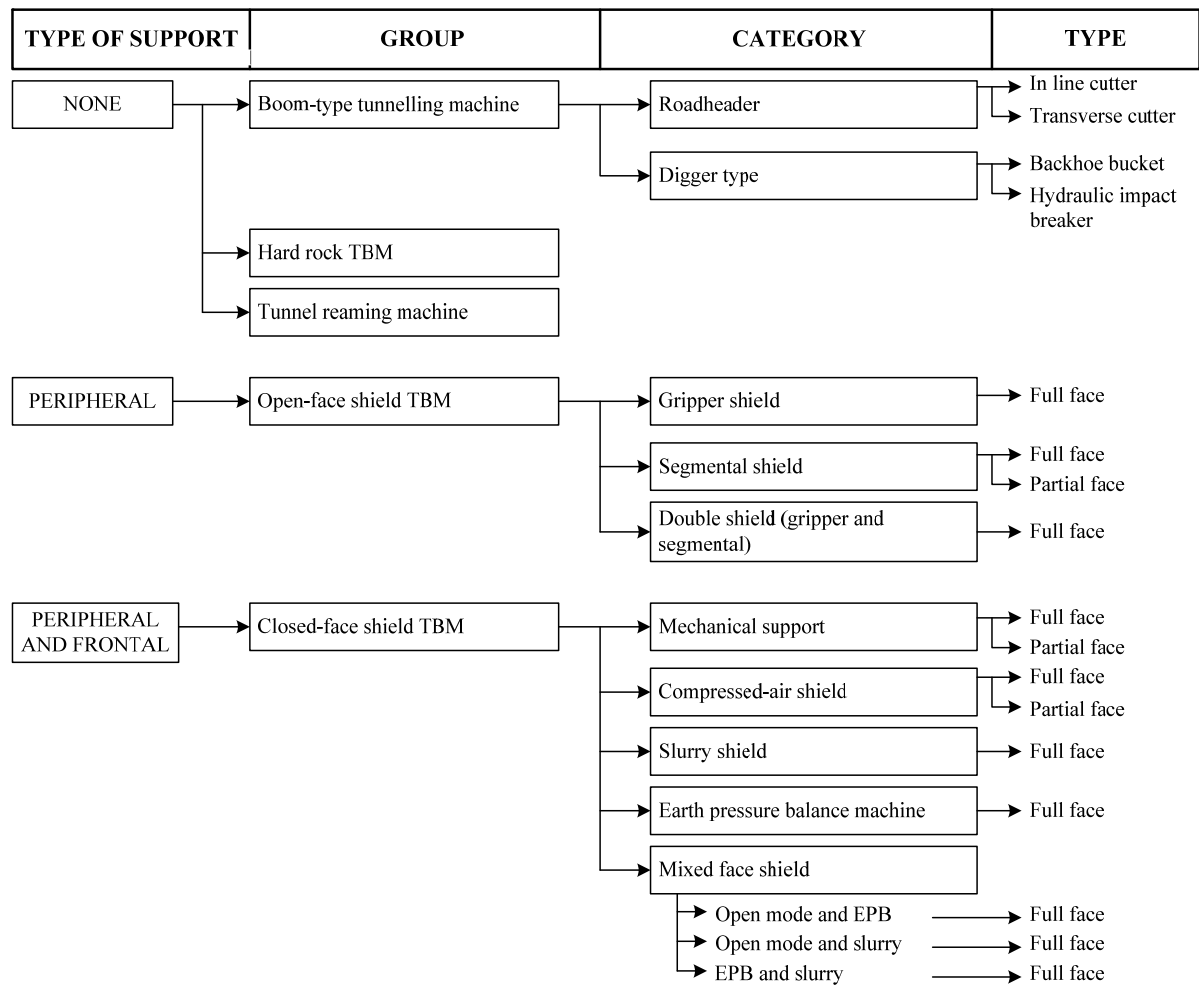 TYPE OF SUPPORT
GROUP
CATEGORY
TYPE
NONE
Boom-type tunnelling machine
Roadheader
In line cutter
Transverse cutter
Digger type
Backhoe bucket
Hydraulic impact
breaker
Hard rock TBM
Tunnel reaming machine
PERIPHERAL
Open-face shield TBM
Gripper shield
Full face
Segmental shield
Full face
Partial face
Double shield (gripper and
segmental)
Full face
PERIPHERAL
AND FRONTAL
Closed-face shield TBM
Mechanical support
Full face
Partial face
Compressed-air shield
Full face
Partial face
Slurry shield
Full face
Earth pressure balance machine
Full face
Mixed face shield
Open mode and EPB
Full face
Open mode and slurry
Full face
EPB and slurry
Full face